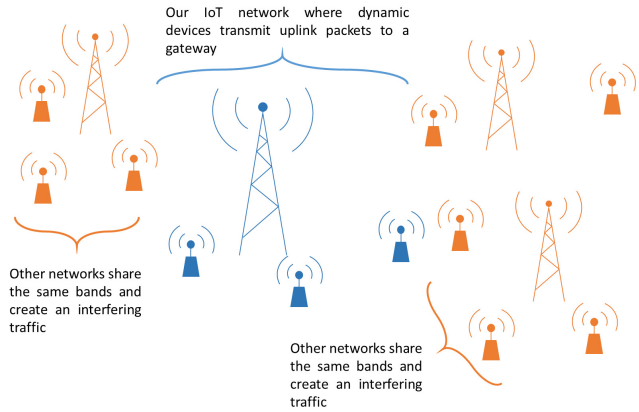 Our IoT network where dynamic
devices transmit uplink packets to a
gateway
Other networks share
the same bands and
create an interfering
traffic
Other networks share
the same bands and
create an interfering
traffic